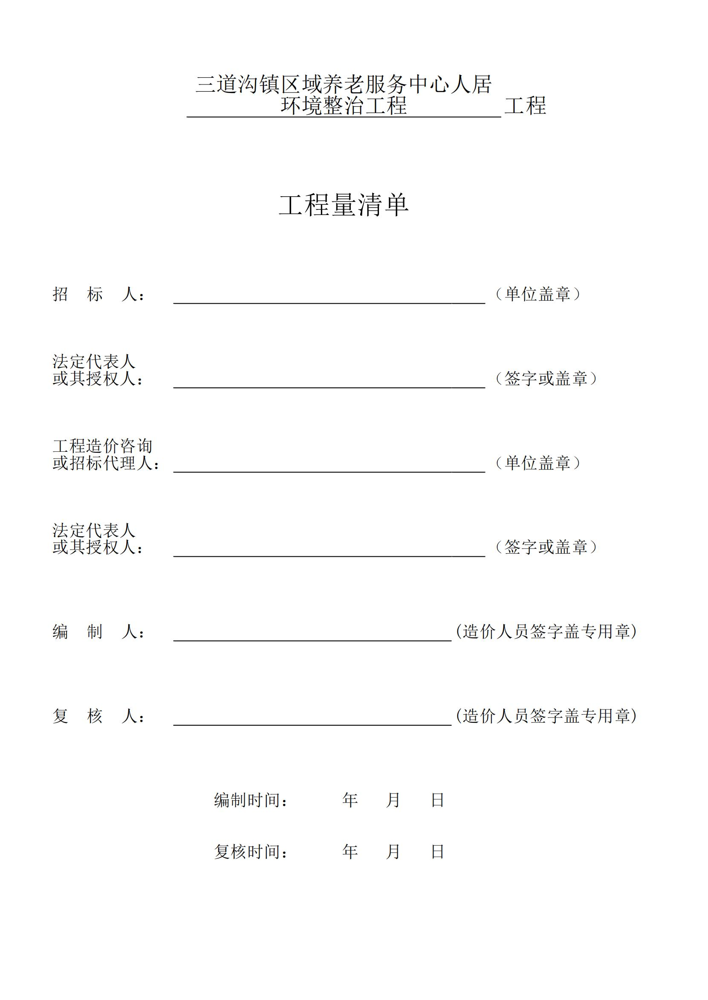 三道沟镇区域养老服务中心人居
环境整治工程 工程
工程量清单
招 标 人： （单位盖章）
法定代表人
或其授权人： （签字或盖章）
工程造价咨询
或招标代理人： （单位盖章）
法定代表人
或其授权人： （签字或盖章）
编 制 人： (造价人员签字盖专用章)
复 核 人： (造价人员签字盖专用章)
编制时间： 年 月 日
复核时间： 年 月 日